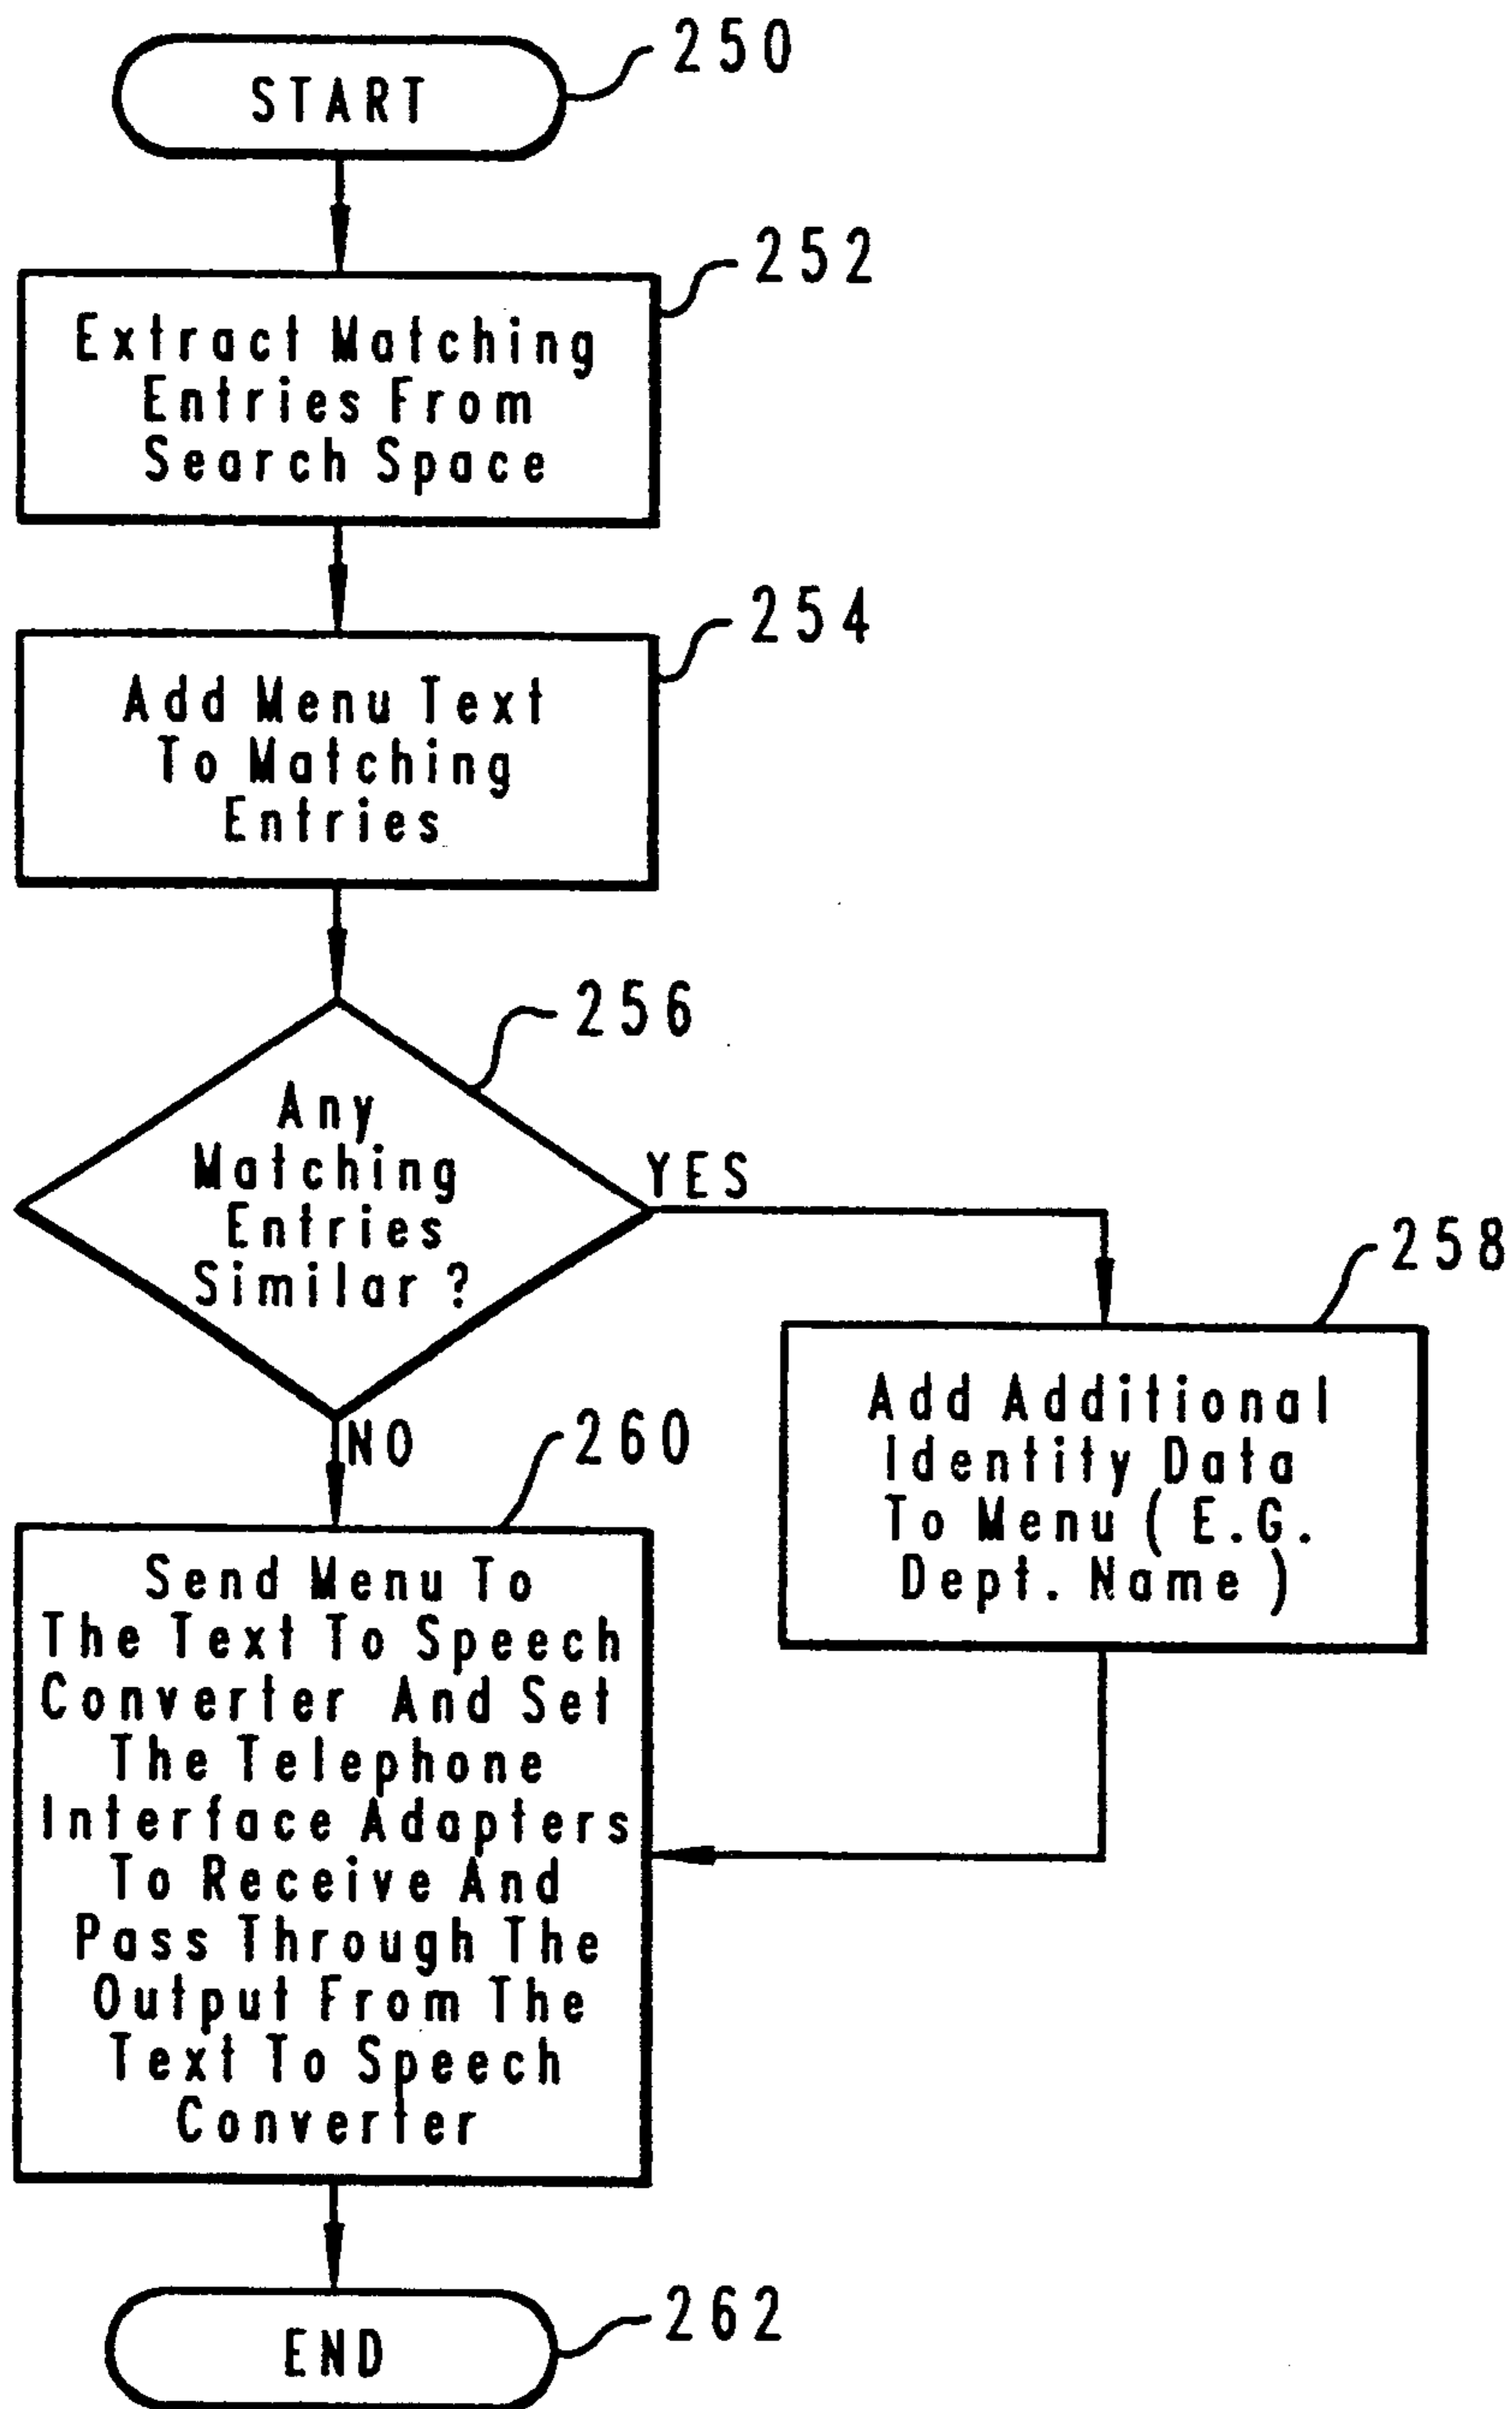 250
START
252
Extract Matching
Entries From
Search Space
254
Add Menu Text
To Matching
Entries
256
Any
Matching
Entries
Similar ?
YES
258
Add Additional
Identity Data
To Menu ( E.G.
Dept. Name )
NO
260
Send Menu To
The Text To Speech
Converter And Set
The Telephone
Interface Adapters
To Receive And
Pass Through The
Output From The
Text To Speech
Converter
262
END